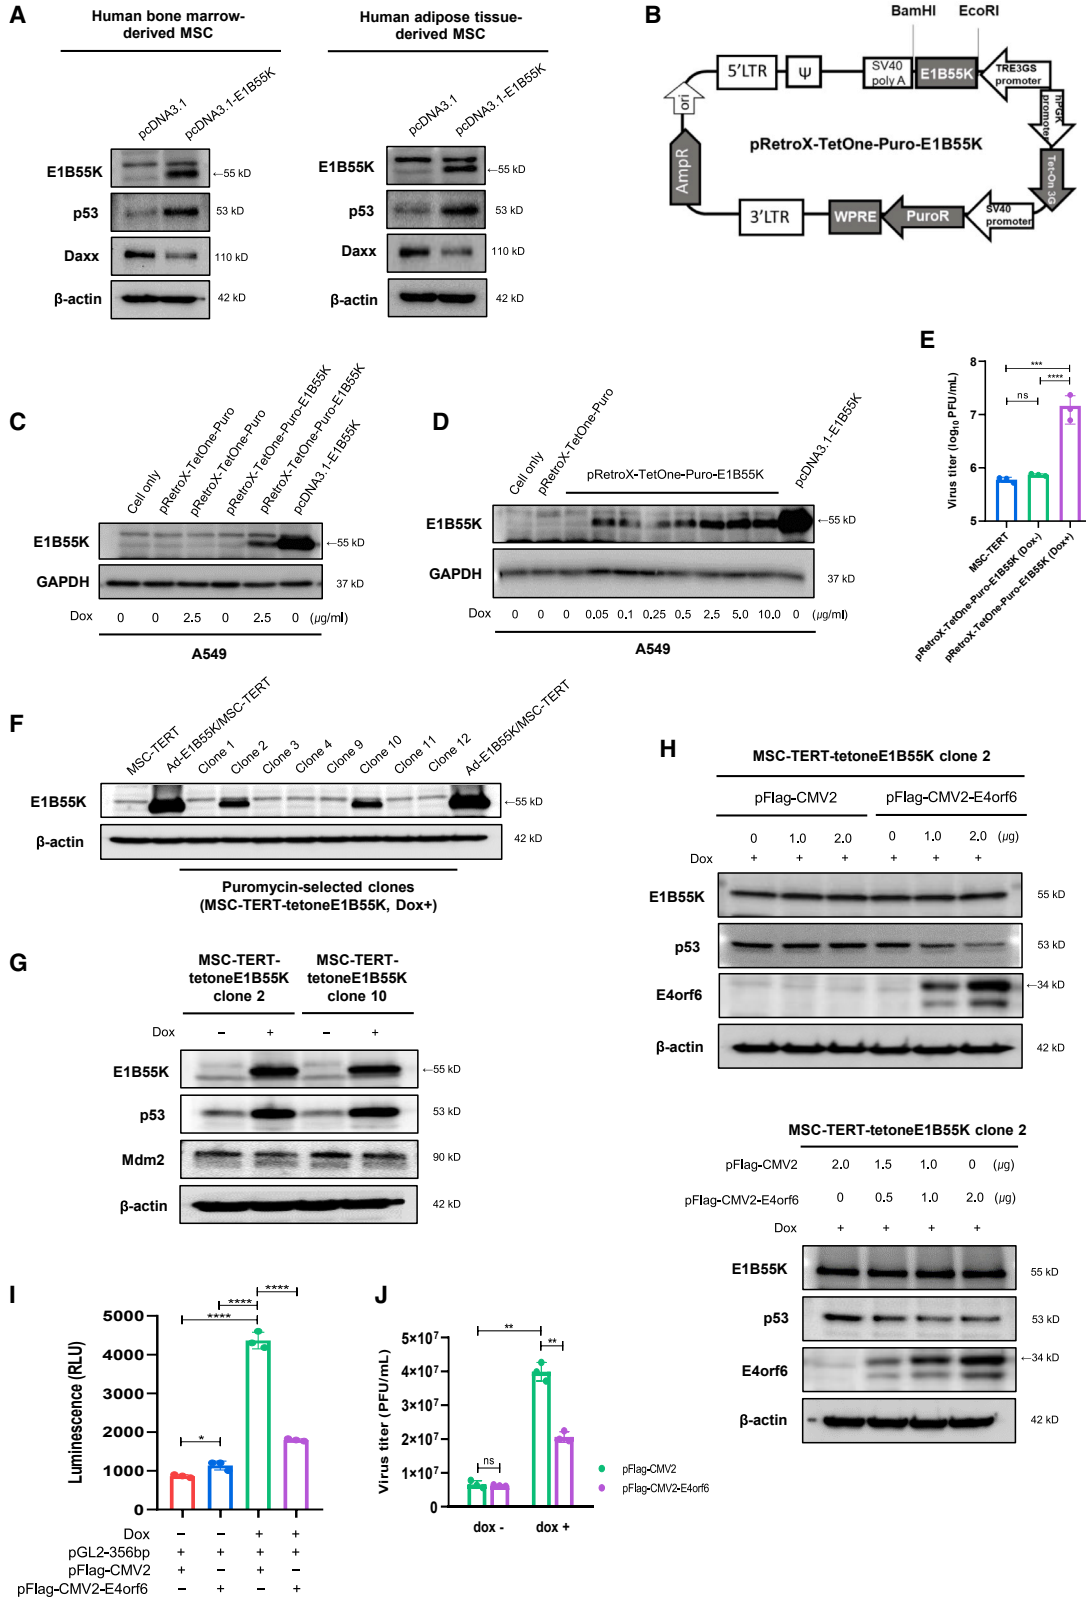 A
Human bone marrow-
derived MSC
Human adipose tissue-
derived MSC
pcDNA3.1
pcDNA3.1-E1B55K
pcDNA3.1
pcDNA3.1-E1B55K
E1B55K
←55 kD
p53
53 kD
Daxx
110 kD
β-actin
42 kD
E1B55K
←55 kD
p53
53 kD
Daxx
110 kD
β-actin
42 kD
B
BamHI
EcoRI
5'LTR
Ψ
SV40
poly A
E1B55K
TRE3GS
promoter
hPGK
promoter
Tet-On 3G
SV40
promoter
PuroR
WPRE
3'LTR
AmpR
ori
pRetroX-TetOne-Puro-E1B55K
C
Cell only
pRetroX-TetOne-Puro
pRetroX-TetOne-Puro
pRetroX-TetOne-Puro-E1B55K
pRetroX-TetOne-Puro-E1B55K
pcDNA3.1-E1B55K
E1B55K
←55 kD
GAPDH
37 kD
Dox 0 0 2.5 0 2.5 0 (μg/ml)
A549
D
Cell only
pRetroX-TetOne-Puro
pRetroX-TetOne-Puro-E1B55K
pcDNA3.1-E1B55K
E1B55K
←55 kD
GAPDH
37 kD
Dox 0 0 0 0.05 0.1 0.25 0.5 2.5 5.0 10.0 0 (μg/ml)
A549
E
Virus titer (log10 PFU/mL)
8
7
6
5
***
****
ns
MSC-TERT
pRetroX-TetOne-Puro-E1B55K (Dox-)
pRetroX-TetOne-Puro-E1B55K (Dox+)
F
MSC-TERT
Ad-E1B55K/MSC-TERT
Clone 1
Clone 2
Clone 3
Clone 4
Clone 9
Clone 10
Clone 11
Clone 12
Ad-E1B55K/MSC-TERT
E1B55K
←55 kD
β-actin
42 kD
Puromycin-selected clones
(MSC-TERT-tetoneE1B55K, Dox+)
G
MSC-TERT-
tetoneE1B55K
clone 2
MSC-TERT-
tetoneE1B55K
clone 10
Dox – + – +
E1B55K
←55 kD
p53
53 kD
Mdm2
90 kD
β-actin
42 kD
H
MSC-TERT-tetoneE1B55K clone 2
pFlag-CMV2
pFlag-CMV2-E4orf6
0 1.0 2.0 0 1.0 2.0 (μg)
Dox + + + + + +
E1B55K
55 kD
p53
53 kD
E4orf6
←34 kD
β-actin
42 kD
MSC-TERT-tetoneE1B55K clone 2
pFlag-CMV2 2.0 1.5 1.0 0 (μg)
pFlag-CMV2-E4orf6 0 0.5 1.0 2.0 (μg)
Dox + + + +
E1B55K
55 kD
p53
53 kD
E4orf6
←34 kD
β-actin
42 kD
I
Luminescence (RLU)
5000
4000
3000
2000
1000
0
****
****
****
*
Dox – – + +
pGL2-356bp + + + +
pFlag-CMV2 + – + –
pFlag-CMV2-E4orf6 – + – +
J
Virus titer (PFU/mL)
5×10⁷
4×10⁷
3×10⁷
2×10⁷
1×10⁷
0
**
**
ns
dox -
dox +
pFlag-CMV2
pFlag-CMV2-E4orf6